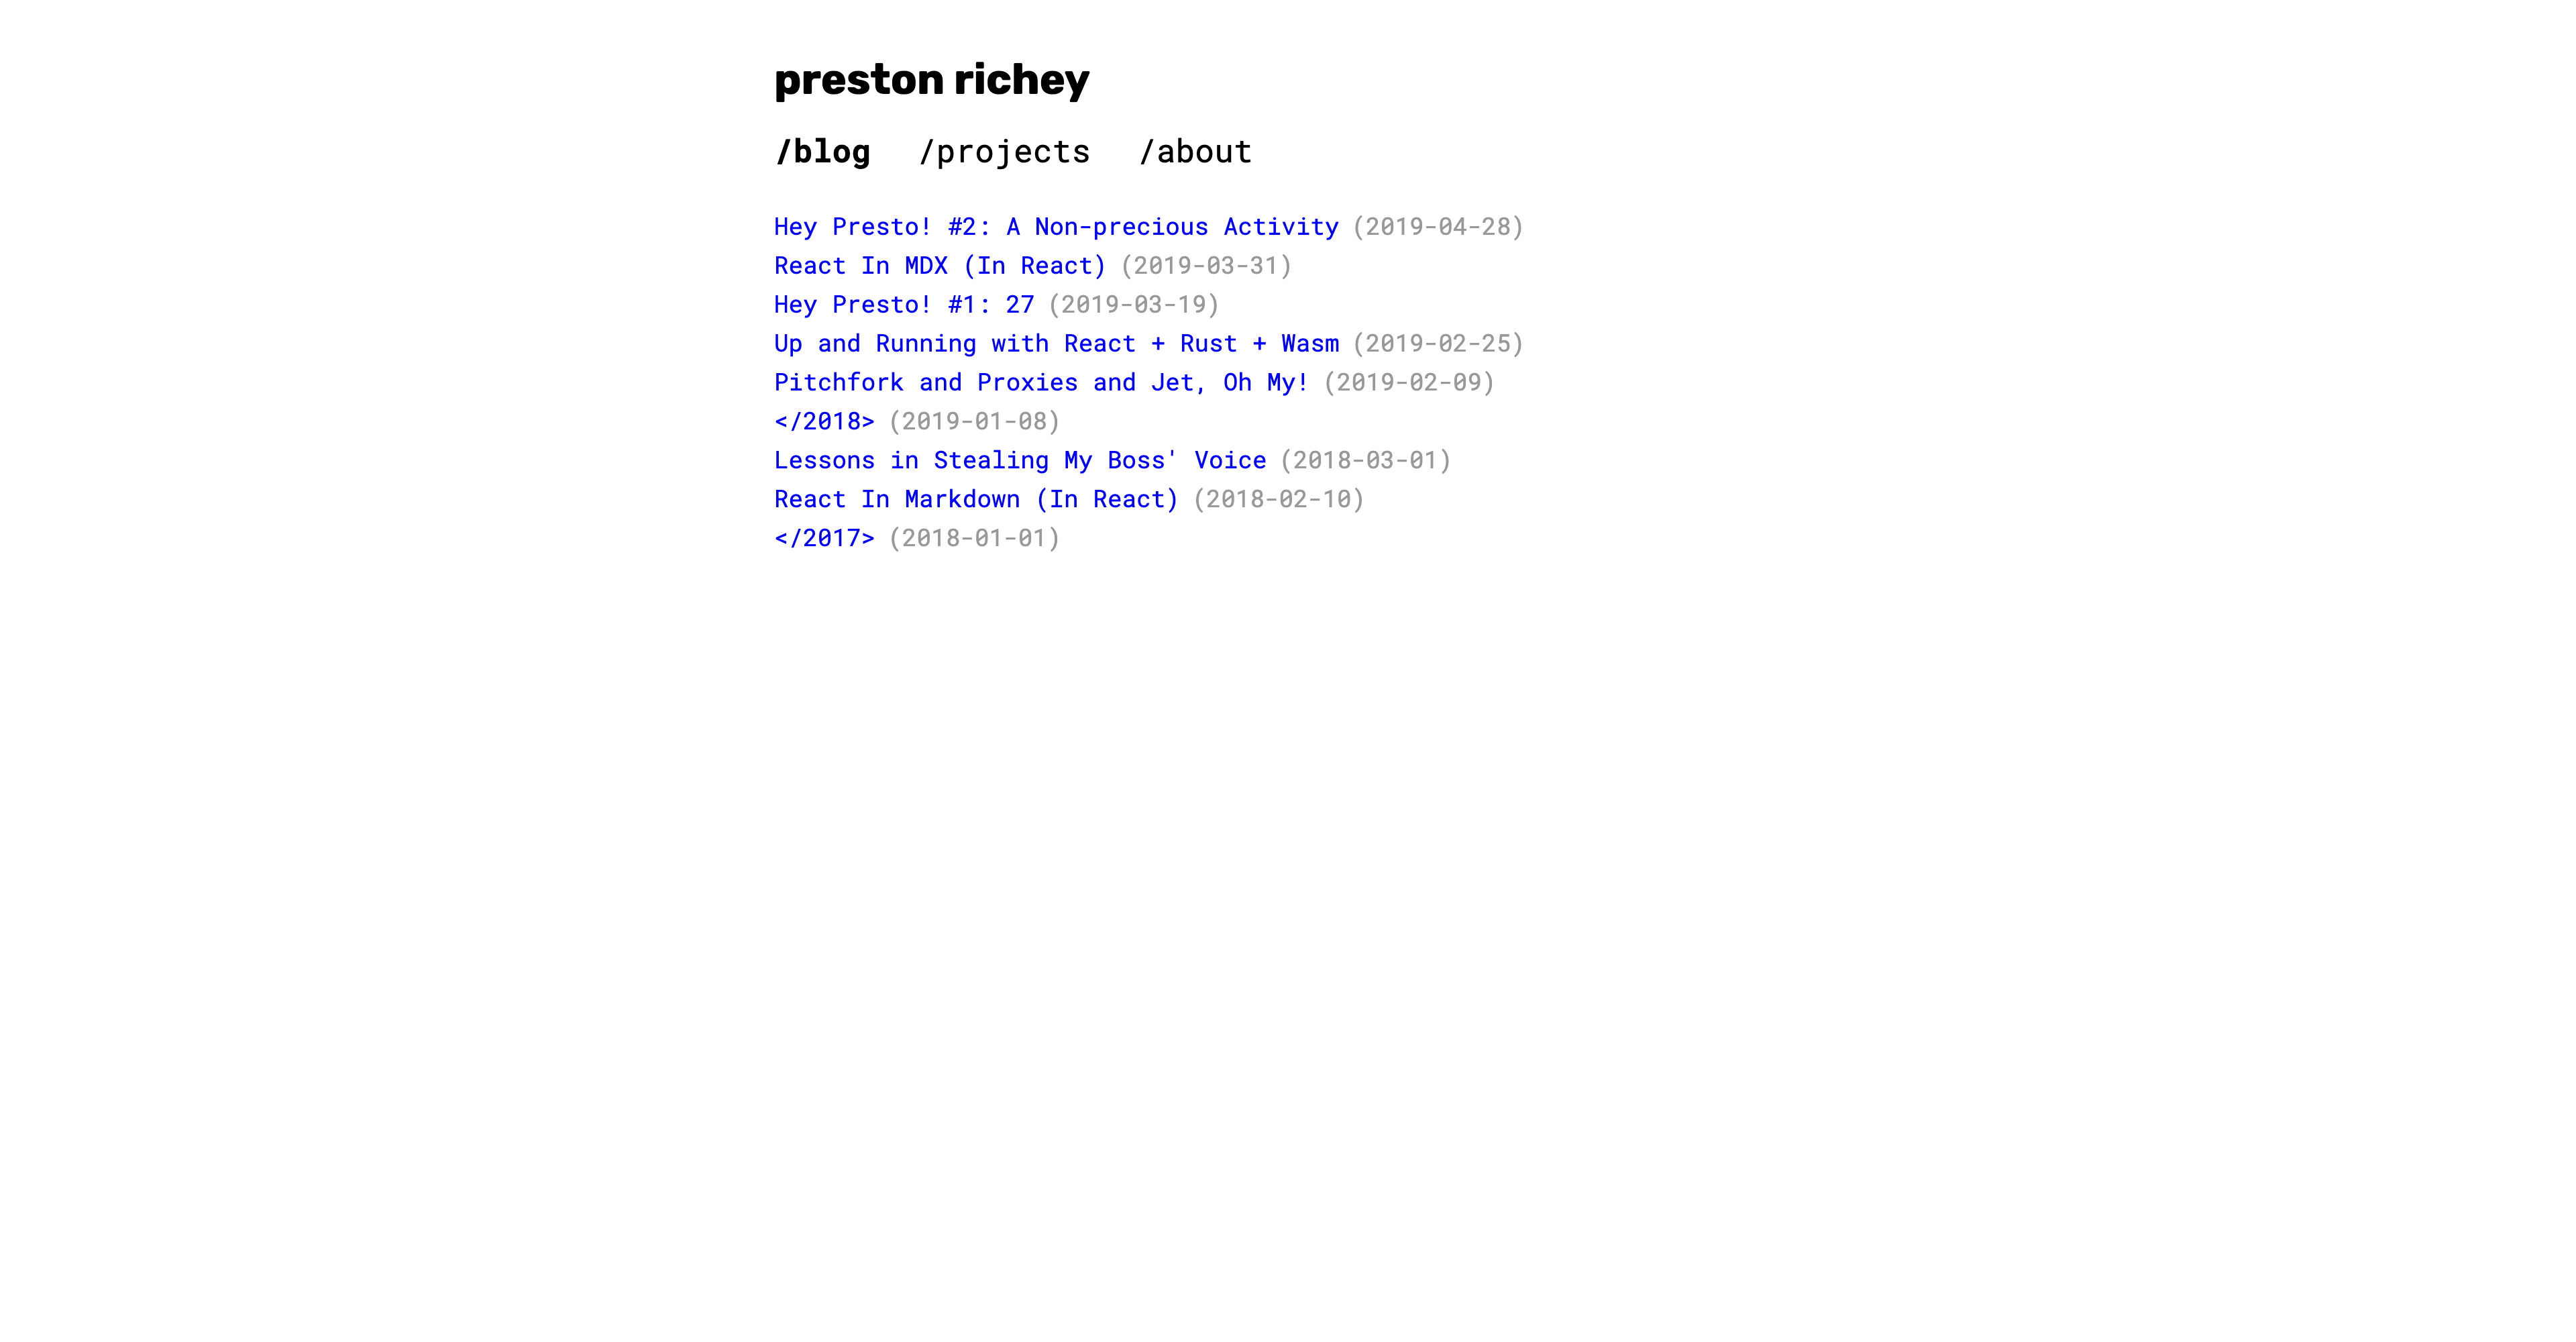 preston richey
/blog /projects /about
Hey Presto! #2: A Non-precious Activity (2019-04-28)
React In MDX (In React) (2019-03-31)
Hey Presto! #1: 27 (2019-03-19)
Up and Running with React + Rust + Wasm (2019-02-25)
Pitchfork and Proxies and Jet, Oh My! (2019-02-09)
</2018> (2019-01-08)
Lessons in Stealing My Boss' Voice (2018-03-01)
React In Markdown (In React) (2018-02-10)
</2017> (2018-01-01)